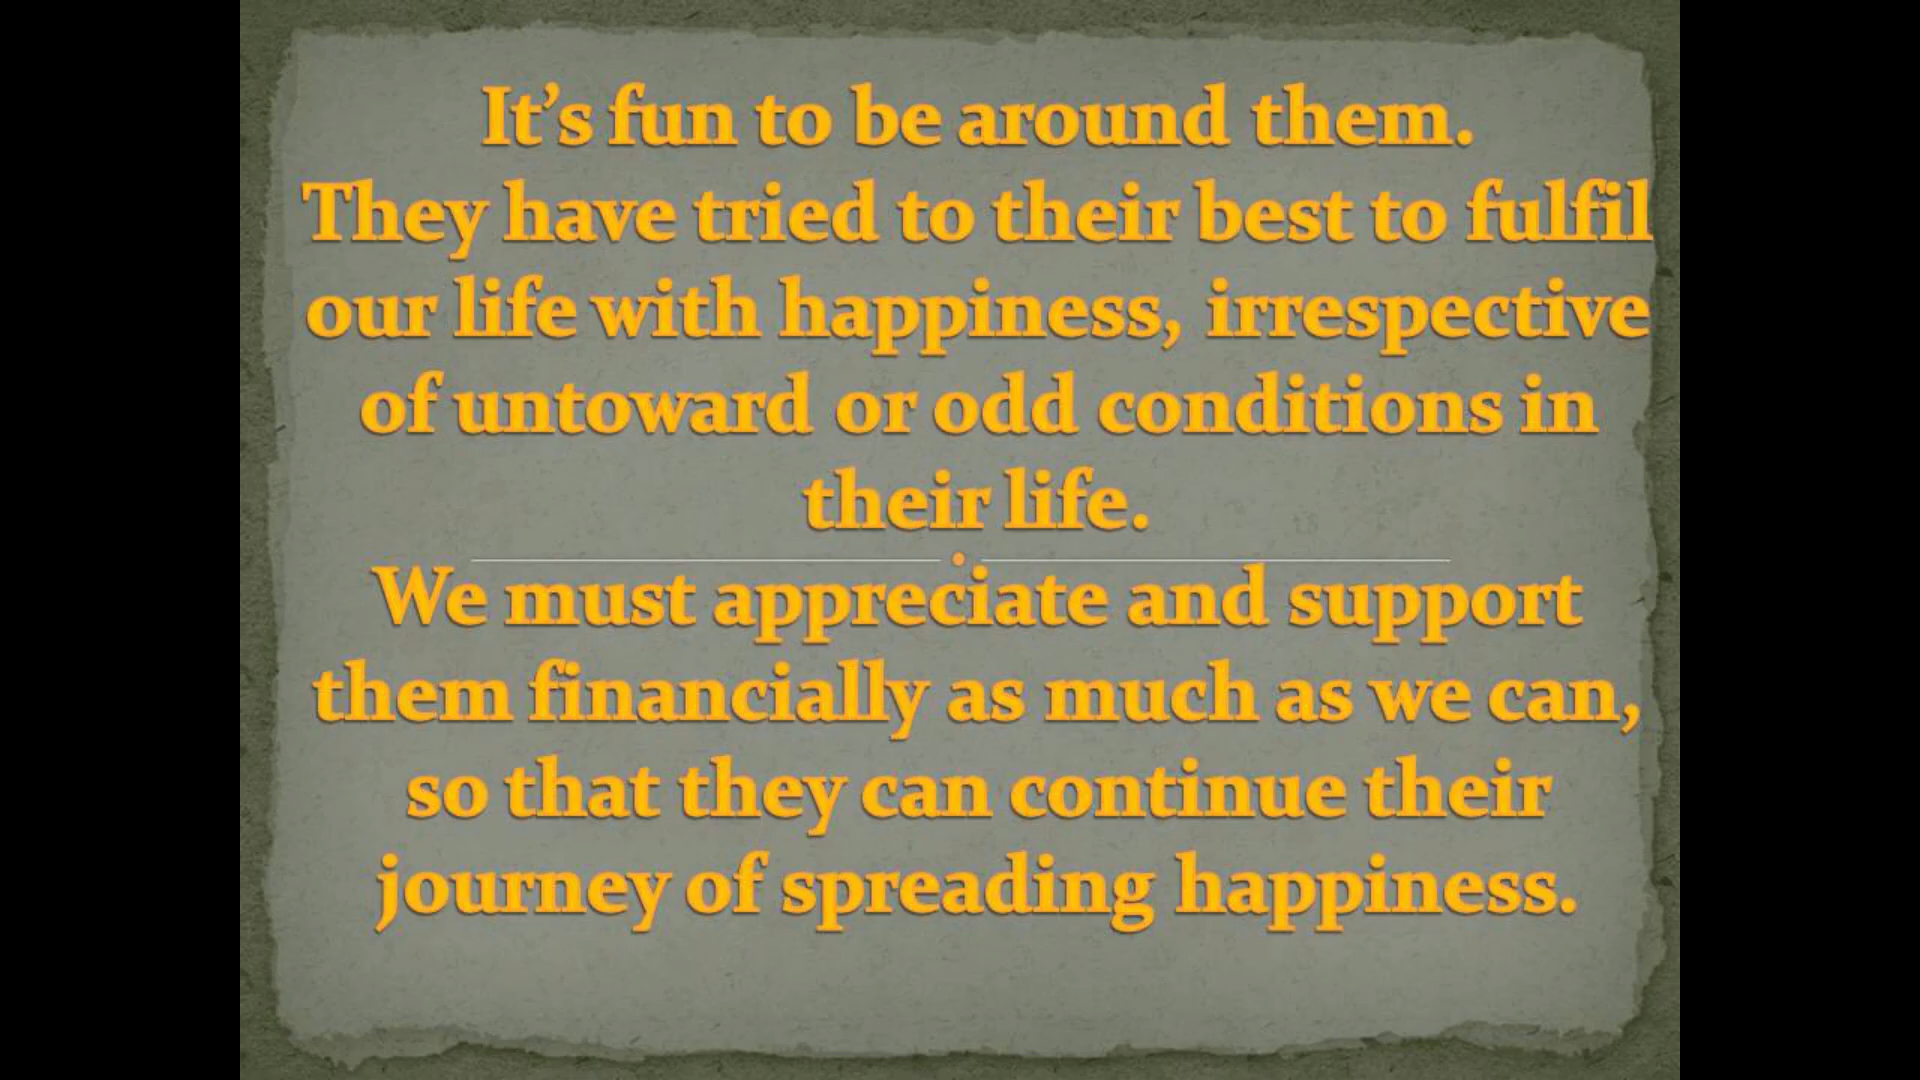 It’s fun to be around them.
They have tried to their best to fulfil
our life with happiness, irrespective
of untoward or odd conditions in
their life.
We must appreciate and support
them financially as much as we can,
so that they can continue their
journey of spreading happiness.